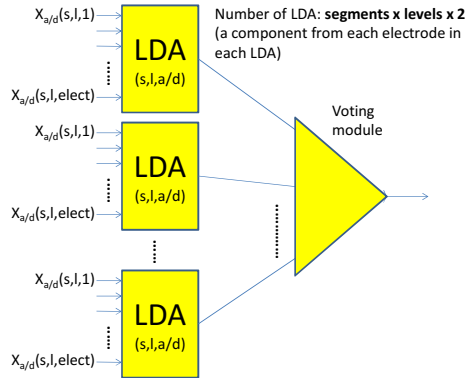 X_a/d(s,l,1)
LDA
(s,l,a/d)
X_a/d(s,l,elect)
Number of LDA: segments x levels x 2
(a component from each electrode in
each LDA)
X_a/d(s,l,1)
LDA
(s,l,a/d)
X_a/d(s,l,elect)
Voting
module
X_a/d(s,l,1)
LDA
(s,l,a/d)
X_a/d(s,l,elect)